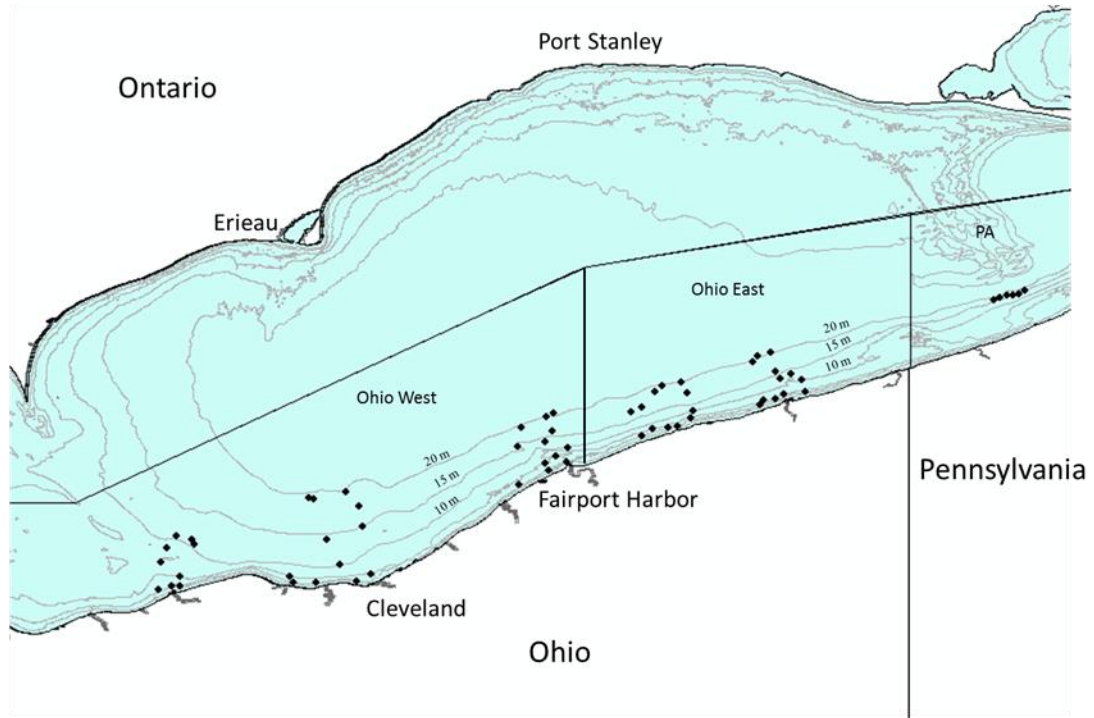 Port Stanley
Ontario
Erieau
PA
Ohio East
20 m
15 m
10 m
Ohio West
20 m
15 m
10 m
Pennsylvania
Fairport Harbor
Cleveland
Ohio